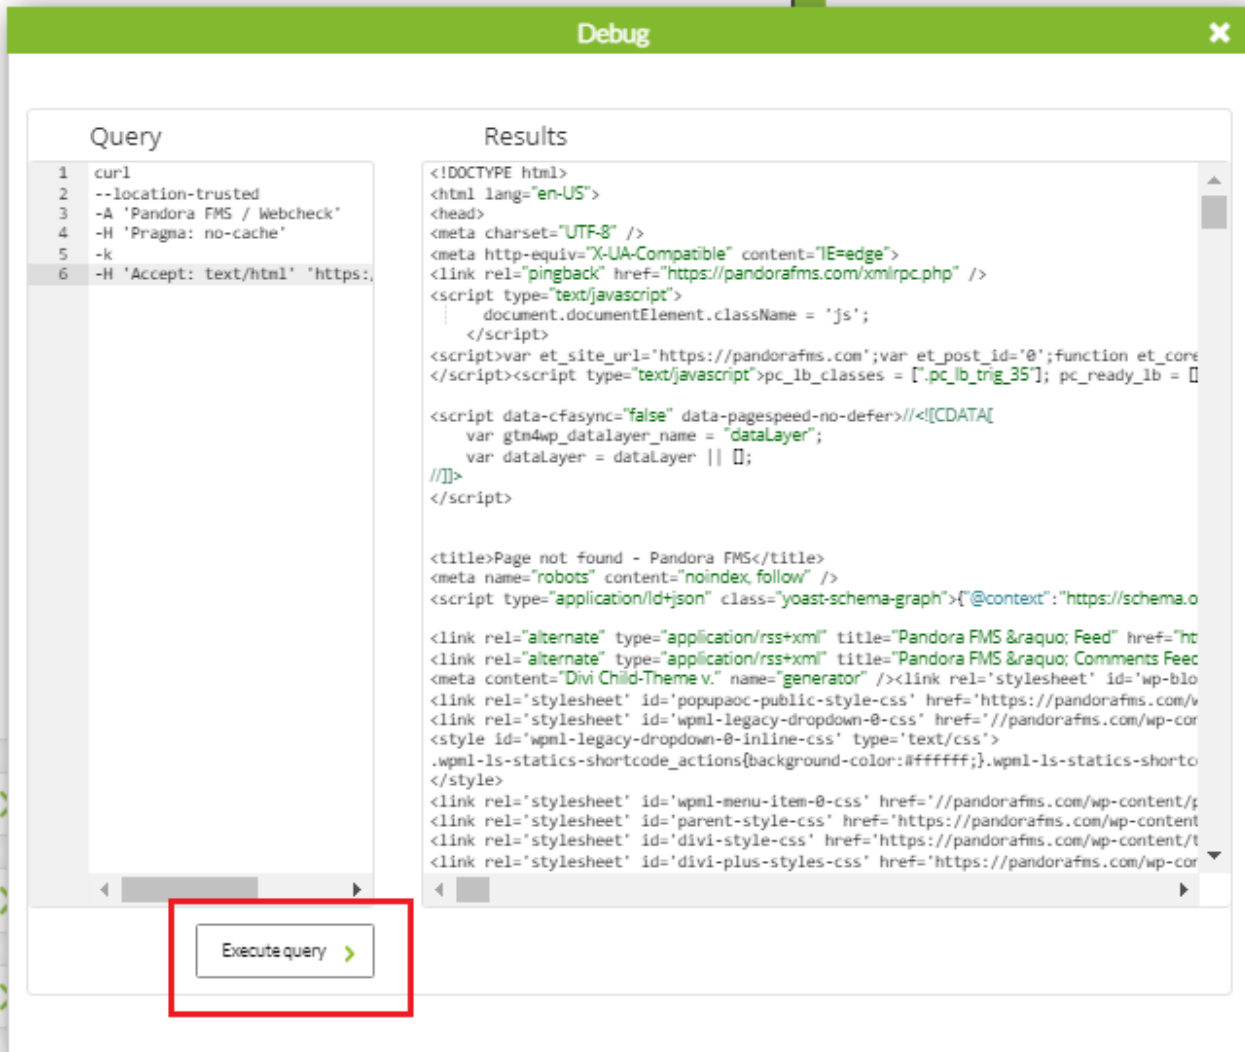 Debug
Query
1 curl
2 --location-trusted
3 -A 'Pandora FMS / Webcheck'
4 -H 'Pragma: no-cache'
5 -k
6 -H 'Accept: text/html' 'https:/
Results
<!DOCTYPE html>
<html lang="en-US">
<head>
<meta charset="UTF-8" />
<meta http-equiv="X-UA-Compatible" content="IE=edge">
<link rel="pingback" href="https://pandorafms.com/xmlrpc.php" />
<script type="text/javascript">
document.documentElement.className = 'js';
</script>
<script>var et_site_url='https://pandorafms.com';var et_post_id='0';function et_core
</script><script type="text/javascript">pc_lb_classes = [".pc_lb_trig_35"]; pc_ready_lb = []
<script data-cfasync="false" data-pagespeed-no-defer>//<![CDATA[
var gtm4wp_datalayer_name = "dataLayer";
var dataLayer = dataLayer || [];
//]]>
</script>
<title>Page not found - Pandora FMS</title>
<meta name="robots" content="noindex, follow" />
<script type="application/ld+json" class="yoast-schema-graph">{"@context":"https://schema.o
<link rel="alternate" type="application/rss+xml" title="Pandora FMS &raquo; Feed" href="htt
<link rel="alternate" type="application/rss+xml" title="Pandora FMS &raquo; Comments Feed
<meta content="Divi Child-Theme v." name="generator" /><link rel='stylesheet' id='wp-blo
<link rel='stylesheet' id='popupaoc-public-style-css' href='https://pandorafms.com/w
<link rel='stylesheet' id='wpml-legacy-dropdown-0-css' href='//pandorafms.com/wp-con
<style id='wpml-legacy-dropdown-0-inline-css' type='text/css'>
.wpml-ls-statics-shortcode_actions{background-color:#ffffff;}.wpml-ls-statics-shortco
</style>
<link rel='stylesheet' id='wpml-menu-item-0-css' href='//pandorafms.com/wp-content/p
<link rel='stylesheet' id='parent-style-css' href='https://pandorafms.com/wp-content
<link rel='stylesheet' id='divi-style-css' href='https://pandorafms.com/wp-content/t
<link rel='stylesheet' id='divi-plus-styles-css' href='https://pandorafms.com/wp-con
Execute query